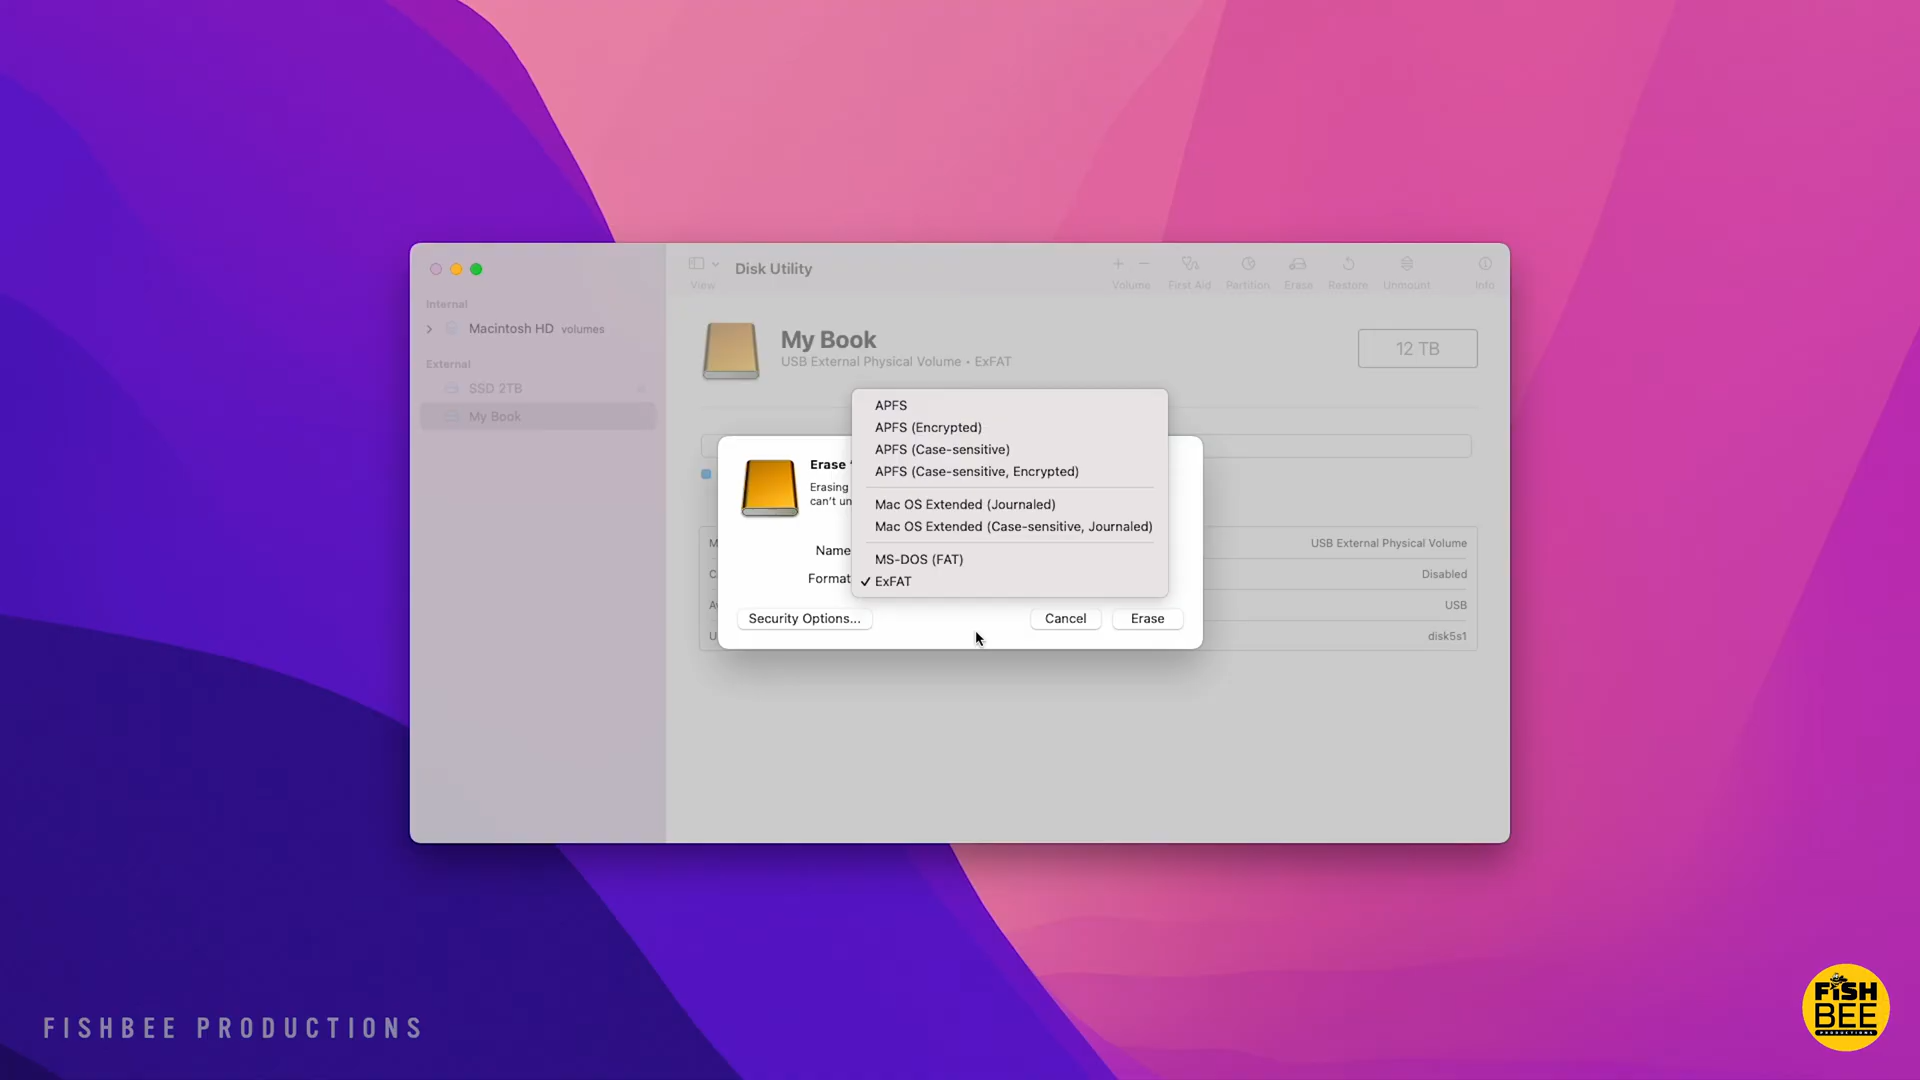 Disk Utility
View
Volume
First Aid
Partition
Erase
Restore
Unmount
Info
Internal
Macintosh HD volumes
External
SSD 2TB
My Book
My Book
USB External Physical Volume • ExFAT
12 TB
APFS
APFS (Encrypted)
APFS (Case-sensitive)
APFS (Case-sensitive, Encrypted)
Mac OS Extended (Journaled)
Mac OS Extended (Case-sensitive, Journaled)
MS-DOS (FAT)
✓ ExFAT
Erase
Erasing
can't un
Name
Format
Security Options...
Cancel
Erase
USB External Physical Volume
Disabled
USB
disk5s1
FISHBEE PRODUCTIONS
FISH
BEE
PRODUCTIONS